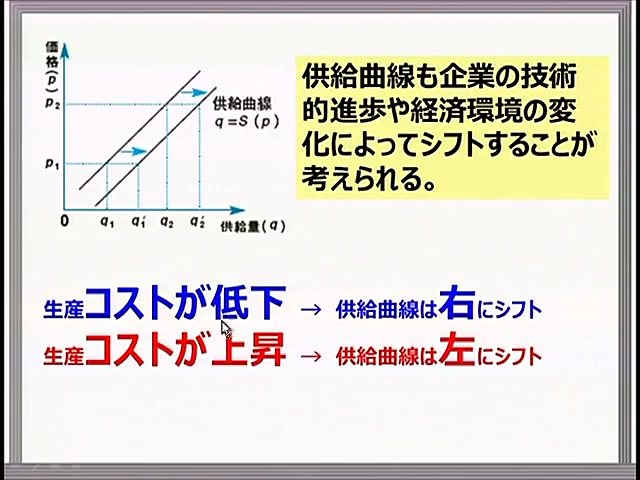 価格(p)
p₂
p₁
0
q₁
q₁′
q₂
q₂′
供給量(q)
供給曲線
q=S(p)
供給曲線も企業の技術
的進歩や経済環境の変
化によってシフトすることが
考えられる。
生産コストが低下 → 供給曲線は右にシフト
生産コストが上昇 → 供給曲線は左にシフト